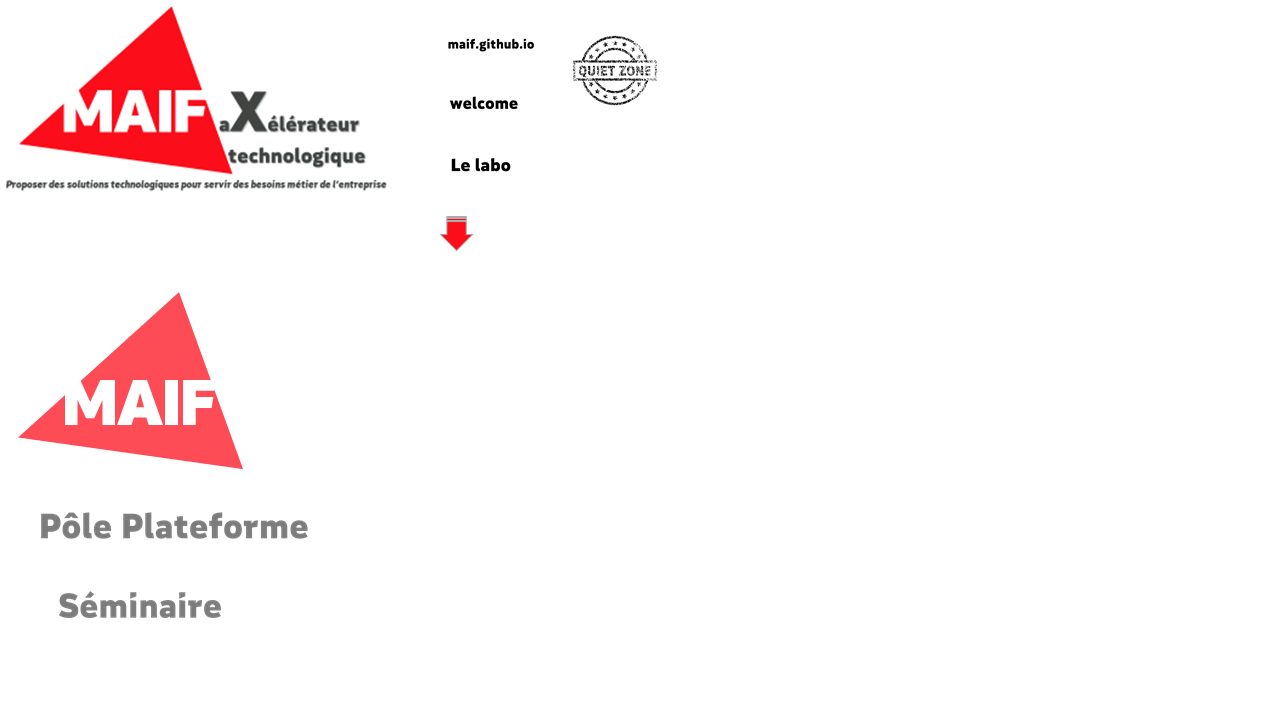 MAIF
aXélérateur
technologique
Proposer des solutions technologiques pour servir des besoins métier de l'entreprise
maif.github.io
QUIET ZONE
welcome
Le labo
MAIF
Pôle Plateforme
Séminaire